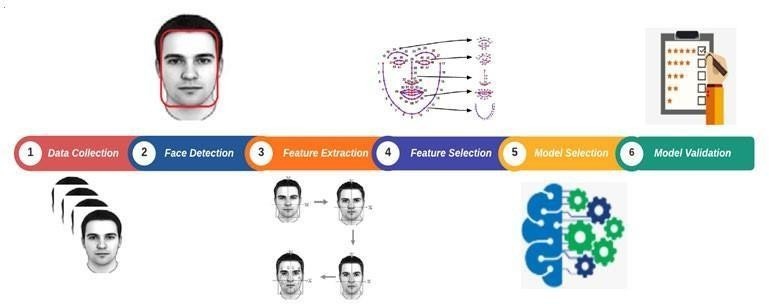 1 Data Collection
2 Face Detection
3 Feature Extraction
4 Feature Selection
5 Model Selection
6 Model Validation